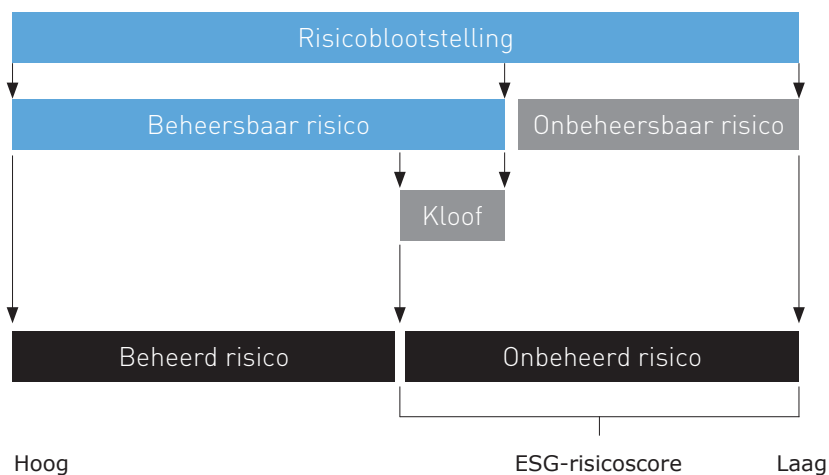 Risicoblootstelling
Beheersbaar risico
Onbeheersbaar risico
Kloof
Beheerd risico
Onbeheerd risico
Hoog
ESG-risicoscore
Laag